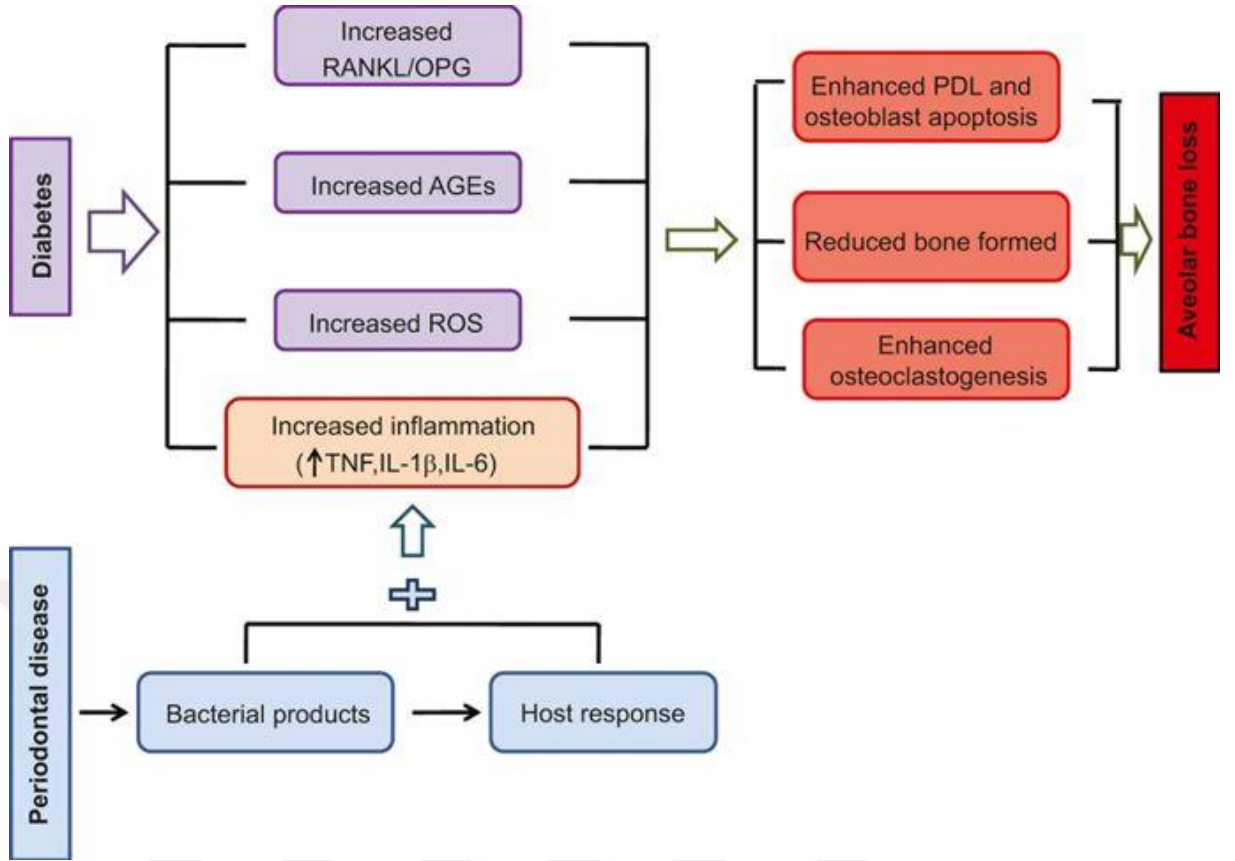 Diabetes
Increased
RANKL/OPG
Increased AGEs
Increased ROS
Increased inflammation
(↑TNF,IL-1β,IL-6)
Enhanced PDL and
osteoblast apoptosis
Reduced bone formed
Enhanced
osteoclastogenesis
Aveolar bone loss
Periodontal disease
Bacterial products
Host response